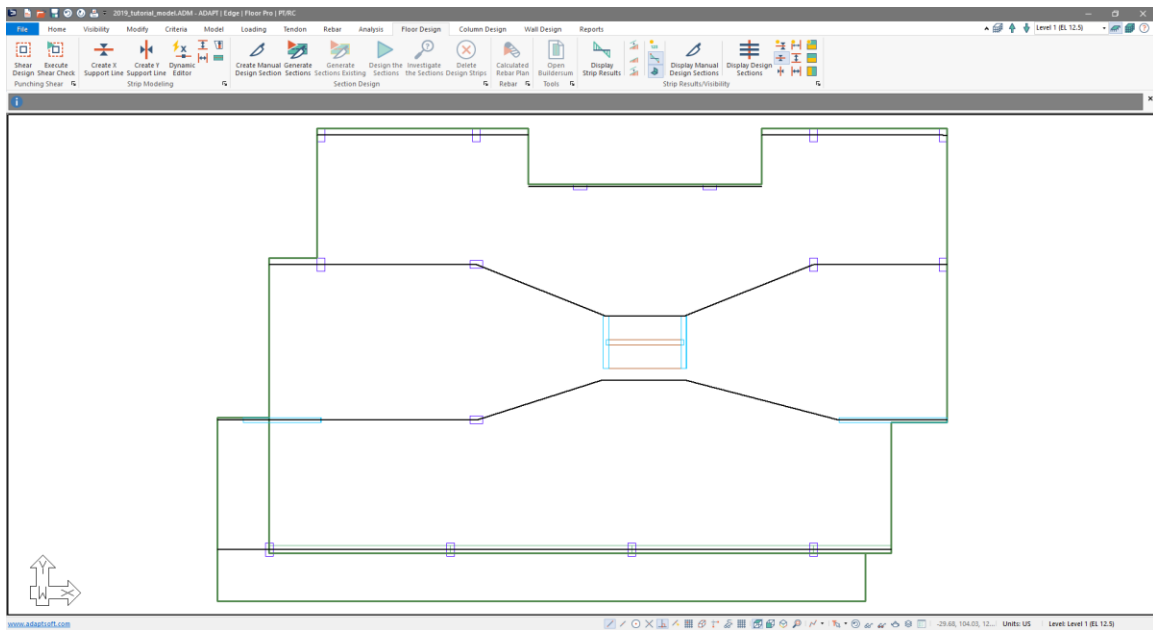 2019_tutorial_model.ADM - ADAPT | Edge | Floor Pro | PT/RC
File Home Visibility Modify Criteria Model Loading Tendon Rebar Analysis Floor Design Column Design Wall Design Reports Level 1 (EL 12.5)
Shear Execute Create X Create Y Dynamic Create Manual Generate Generate Design the Investigate Delete Calculated Open Display Display Manual Display Design
Design Shear Check Support Line Support Line Editor Design Section Sections Sections Existing Sections the Sections Design Strips Rebar Plan Buildersum Strip Results Design Sections Sections
Punching Shear Strip Modeling Section Design Rebar Tools Strip Results/Visibility
Y
W X
www.adaptsoft.com -29.68, 104.03, 12... Units: US Level: Level 1 (EL 12.5)